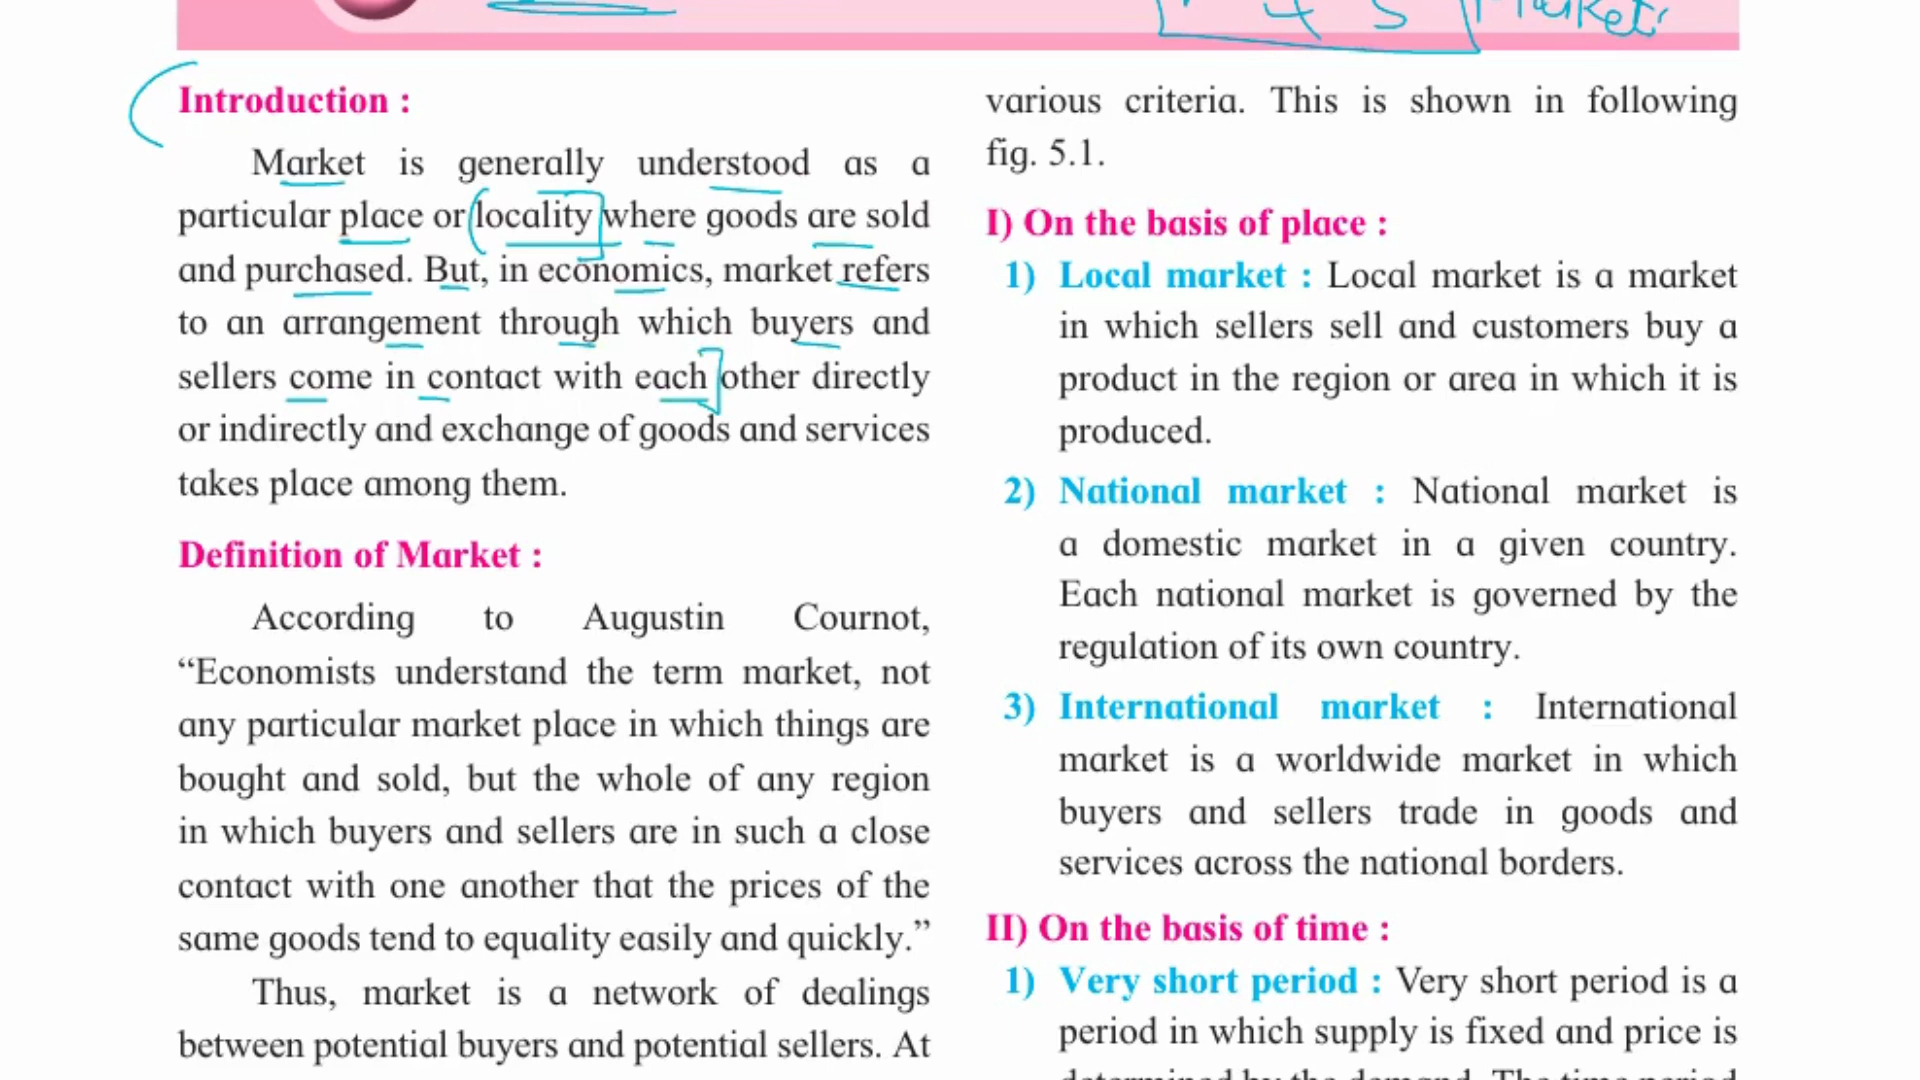 Market
Introduction :
Market is generally understood as a
particular place or locality where goods are sold
and purchased. But, in economics, market refers
to an arrangement through which buyers and
sellers come in contact with each other directly
or indirectly and exchange of goods and services
takes place among them.
Definition of Market :
According to Augustin Cournot,
“Economists understand the term market, not
any particular market place in which things are
bought and sold, but the whole of any region
in which buyers and sellers are in such a close
contact with one another that the prices of the
same goods tend to equality easily and quickly.”
Thus, market is a network of dealings
between potential buyers and potential sellers. At
various criteria. This is shown in following
fig. 5.1.
I) On the basis of place :
1) Local market : Local market is a market
in which sellers sell and customers buy a
product in the region or area in which it is
produced.
2) National market : National market is
a domestic market in a given country.
Each national market is governed by the
regulation of its own country.
3) International market : International
market is a worldwide market in which
buyers and sellers trade in goods and
services across the national borders.
II) On the basis of time :
1) Very short period : Very short period is a
period in which supply is fixed and price is
determined by the demand. The time period